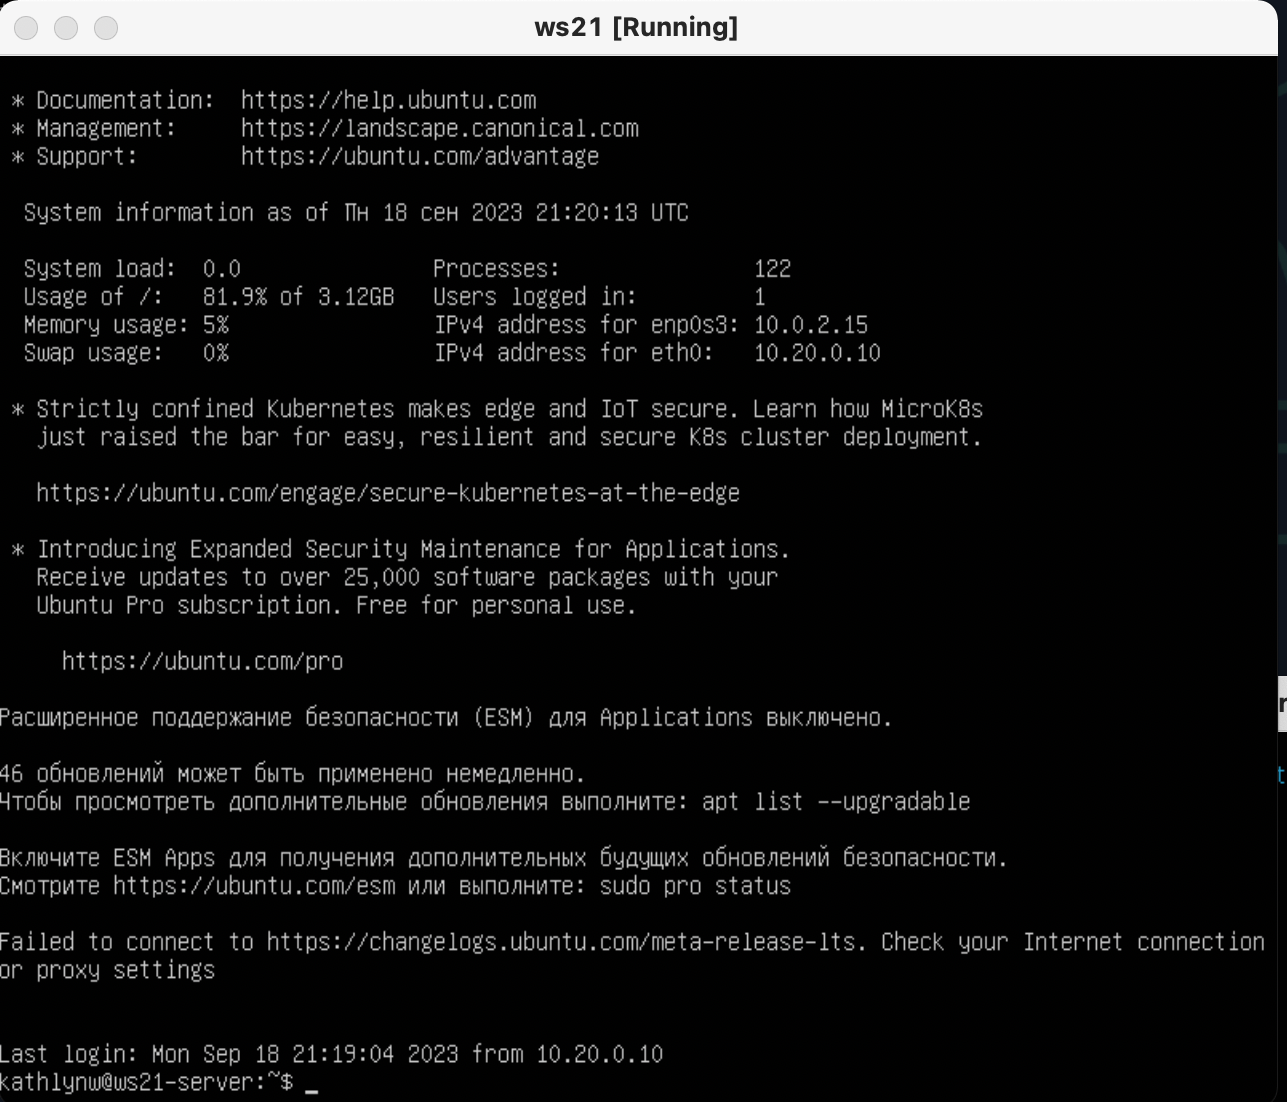 ws21 [Running]
* Documentation:  https://help.ubuntu.com
* Management:     https://landscape.canonical.com
* Support:        https://ubuntu.com/advantage
System information as of Пн 18 сен 2023 21:20:13 UTC
System load:  0.0               Processes:               122
Usage of /:   81.9% of 3.12GB   Users logged in:         1
Memory usage: 5%                IPv4 address for enp0s3: 10.0.2.15
Swap usage:   0%                IPv4 address for eth0:   10.20.0.10
* Strictly confined Kubernetes makes edge and IoT secure. Learn how MicroK8s
just raised the bar for easy, resilient and secure K8s cluster deployment.
https://ubuntu.com/engage/secure-kubernetes-at-the-edge
* Introducing Expanded Security Maintenance for Applications.
Receive updates to over 25,000 software packages with your
Ubuntu Pro subscription. Free for personal use.
https://ubuntu.com/pro
Расширенное поддержание безопасности (ESM) для Applications выключено.
46 обновлений может быть применено немедленно.
Чтобы просмотреть дополнительные обновления выполните: apt list --upgradable
Включите ESM Apps для получения дополнительных будущих обновлений безопасности.
Смотрите https://ubuntu.com/esm или выполните: sudo pro status
Failed to connect to https://changelogs.ubuntu.com/meta-release-lts. Check your Internet connection
or proxy settings
Last login: Mon Sep 18 21:19:04 2023 from 10.20.0.10
kathlynw@ws21-server:~$ _